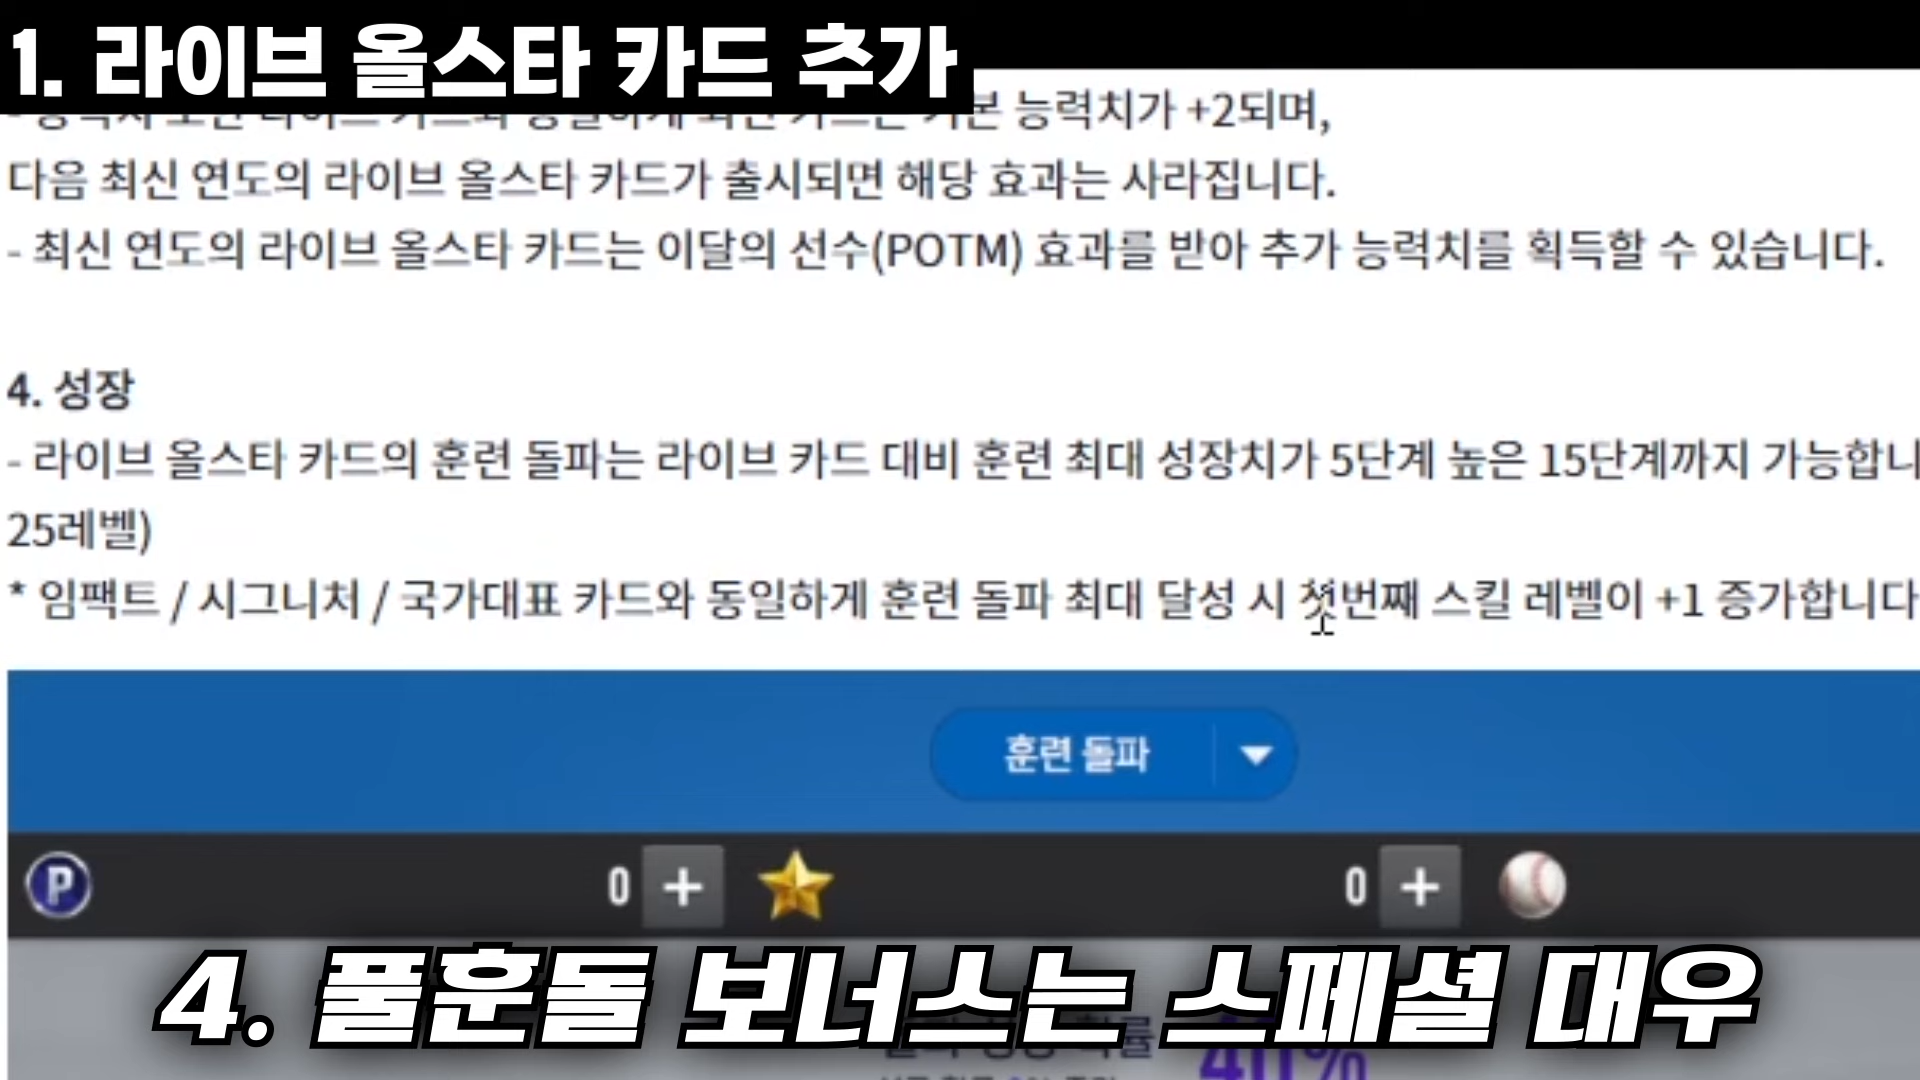 1. 라이브 올스타 카드 추가
본 능력치가 +2되며,
다음 최신 연도의 라이브 올스타 카드가 출시되면 해당 효과는 사라집니다.
- 최신 연도의 라이브 올스타 카드는 이달의 선수(POTM) 효과를 받아 추가 능력치를 획득할 수 있습니다.
4. 성장
- 라이브 올스타 카드의 훈련 돌파는 라이브 카드 대비 훈련 최대 성장치가 5단계 높은 15단계까지 가능합니
25레벨)
* 임팩트 / 시그니처 / 국가대표 카드와 동일하게 훈련 돌파 최대 달성 시 첫번째 스킬 레벨이 +1 증가합니다
훈련 돌파
P 0 + 0 +
4. 풀훈돌 보너스는 스페셜 대우
40%